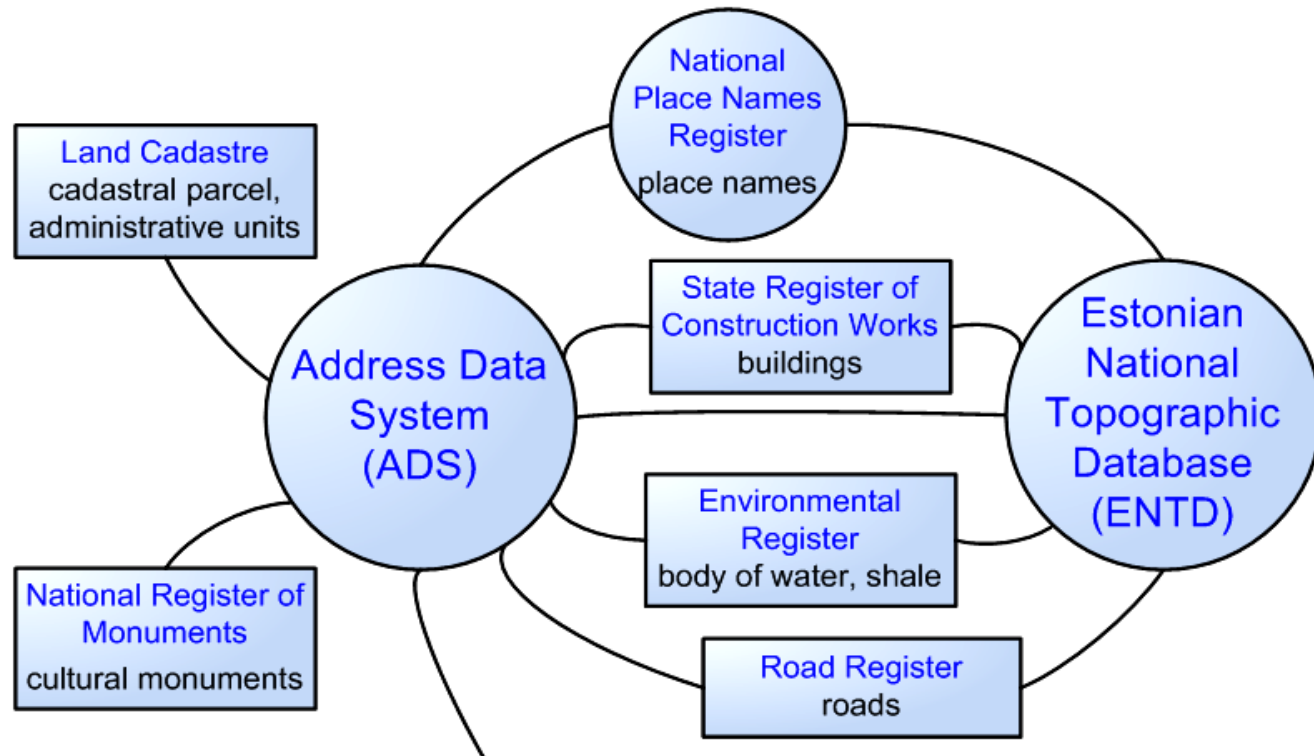 National
Place Names
Register
place names
Land Cadastre
cadastral parcel,
administrative units
State Register of
Construction Works
buildings
Address Data
System
(ADS)
Estonian
National
Topographic
Database
(ENTD)
Environmental
Register
body of water, shale
National Register of
Monuments
cultural monuments
Road Register
roads